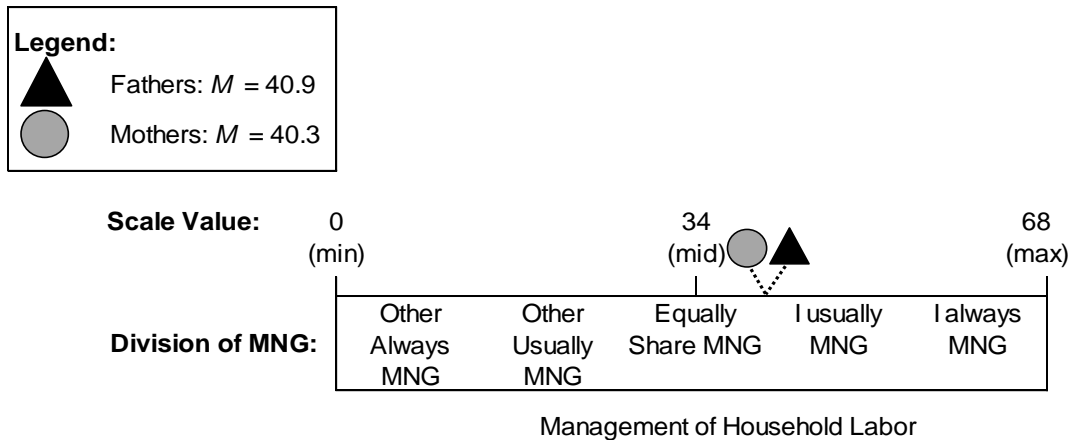 Legend:
Fathers: M = 40.9
Mothers: M = 40.3
Scale Value: 0 34 68
(min) (mid) (max)
Other Other Equally I usually I always
Division of MNG: Always Usually Share MNG MNG MNG
MNG MNG
Management of Household Labor